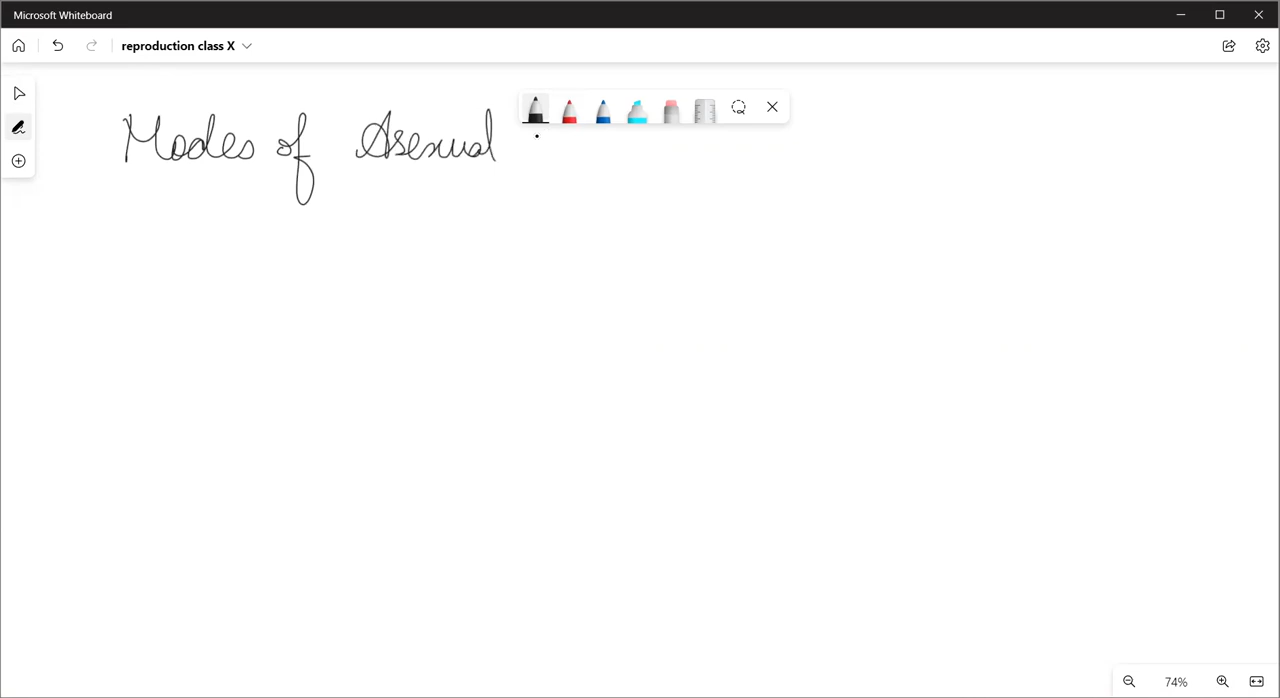 Microsoft Whiteboard
reproduction class X
Modes of Asexual
74%